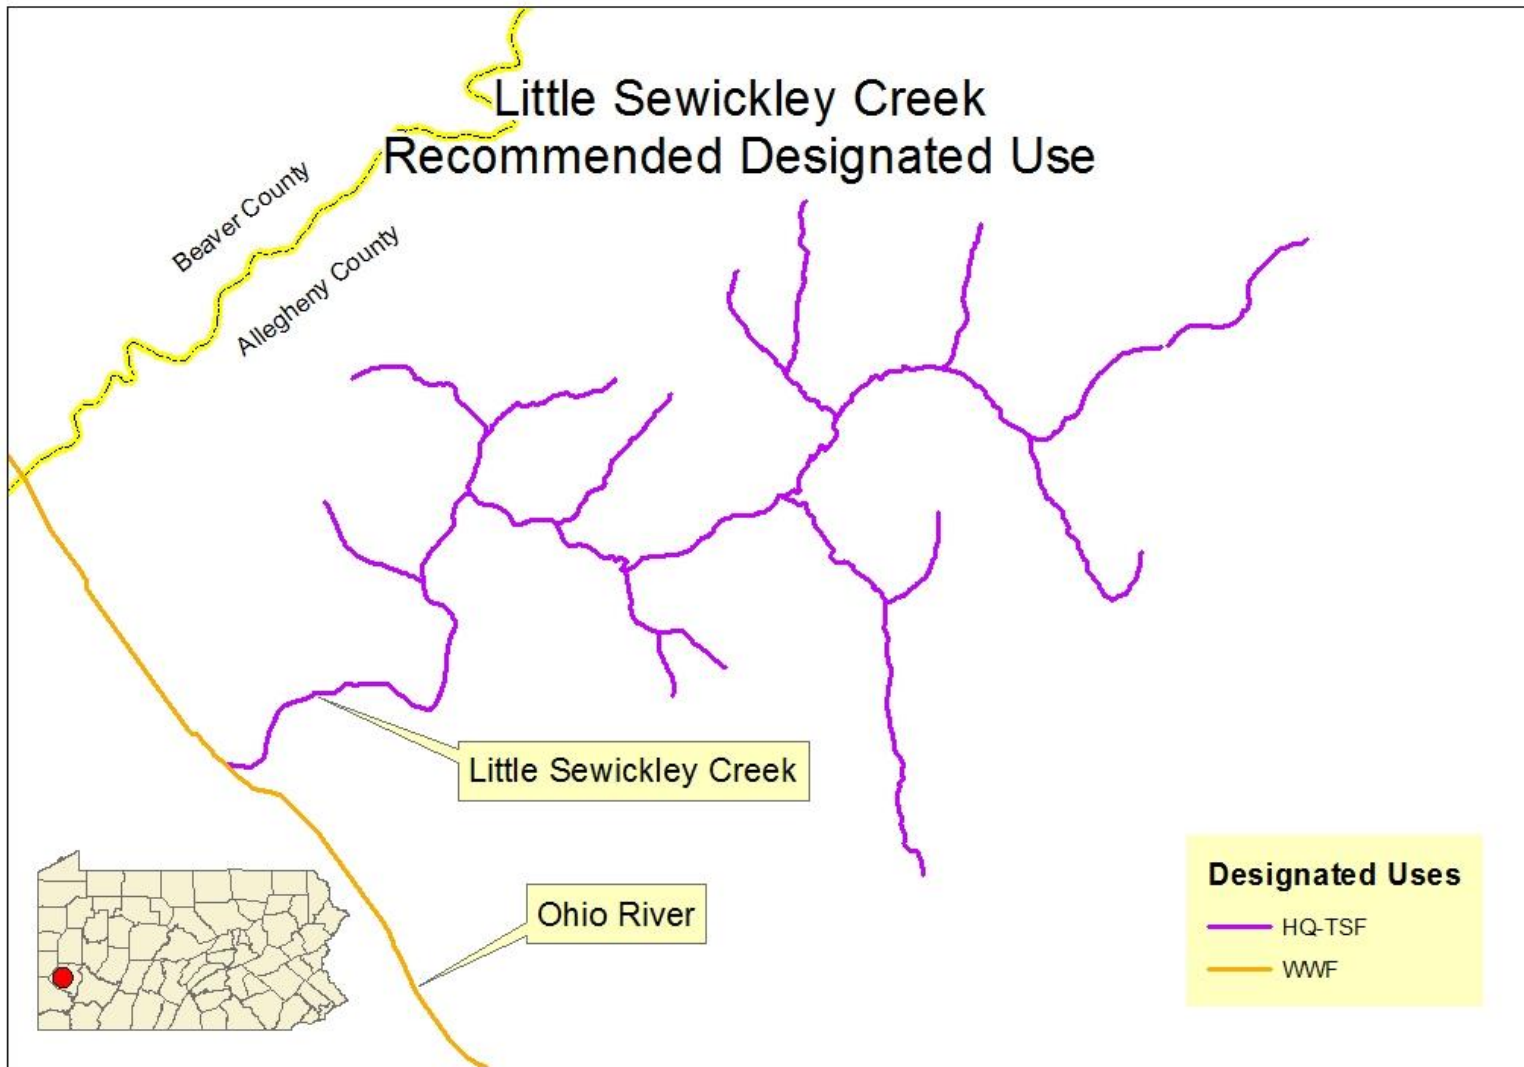 Little Sewickley Creek
Recommended Designated Use
Beaver County
Allegheny County
Little Sewickley Creek
Ohio River
Designated Uses
HQ-TSF
WWF